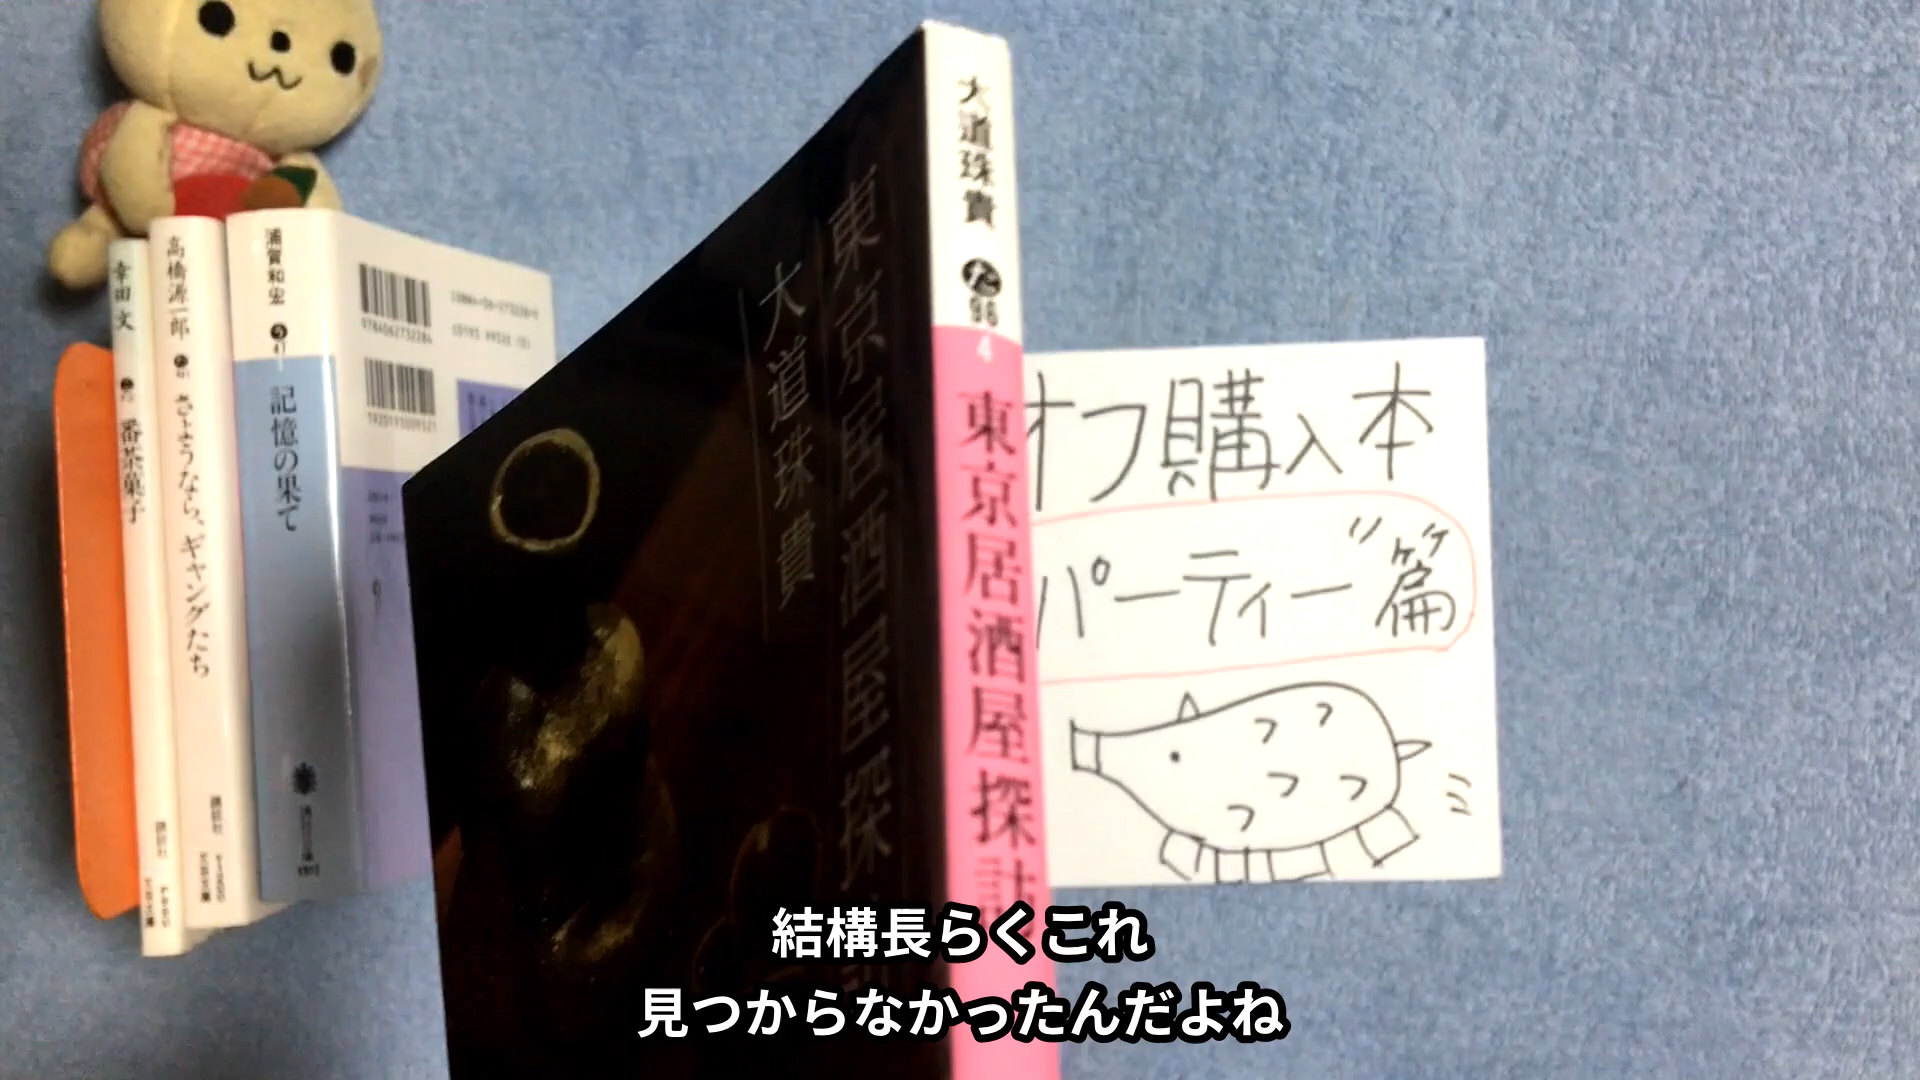 幸田 文
番茶菓子
高橋源一郎
さようなら、ギャングたち
浦賀和宏
記憶の果て
9784062732284
1920193009521
大道珠貴
東京居酒屋探
大道珠貴
た
98
4
東京居酒屋探訪
オフ購入本
パーティー”篇
結構長らくこれ
見つからなかったんだよね